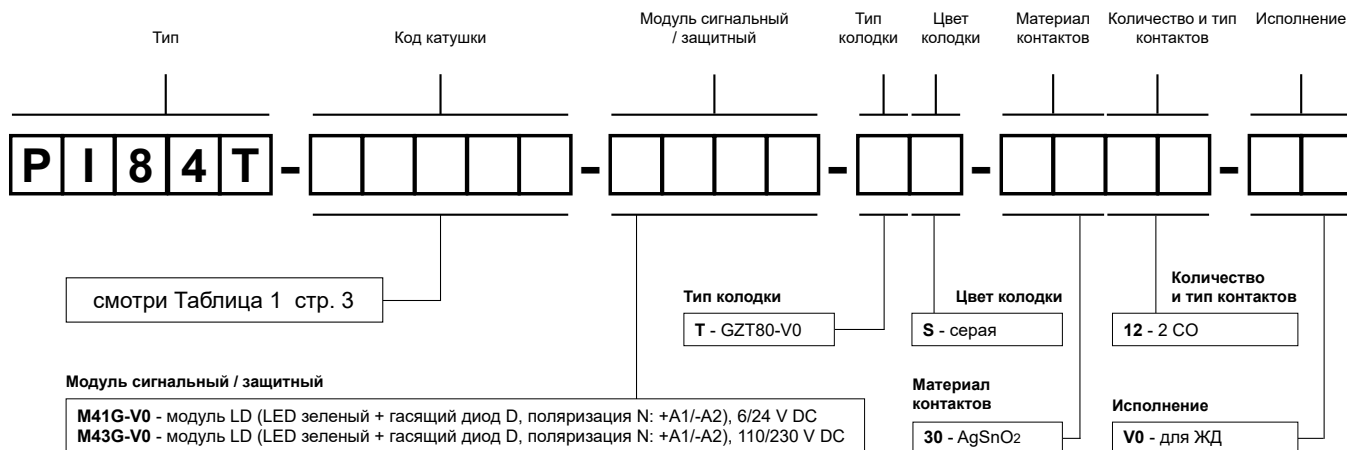 Тип
Код катушки
Модуль сигнальный
/ защитный
Тип
колодки
Цвет
колодки
Материал
контактов
Количество и тип
контактов
Исполнение
PI84T - - - - -
смотри Таблица 1 стр. 3
Тип колодки
T - GZT80-V0
Цвет колодки
S - серая
Количество
и тип контактов
12 - 2 CO
Модуль сигнальный / защитный
M41G-V0 - модуль LD (LED зеленый + гасящий диод D, поляризация N: +A1/-A2), 6/24 V DC
M43G-V0 - модуль LD (LED зеленый + гасящий диод D, поляризация N: +A1/-A2), 110/230 V DC
Материал
контактов
30 - AgSnO2
Исполнение
V0 - для ЖД